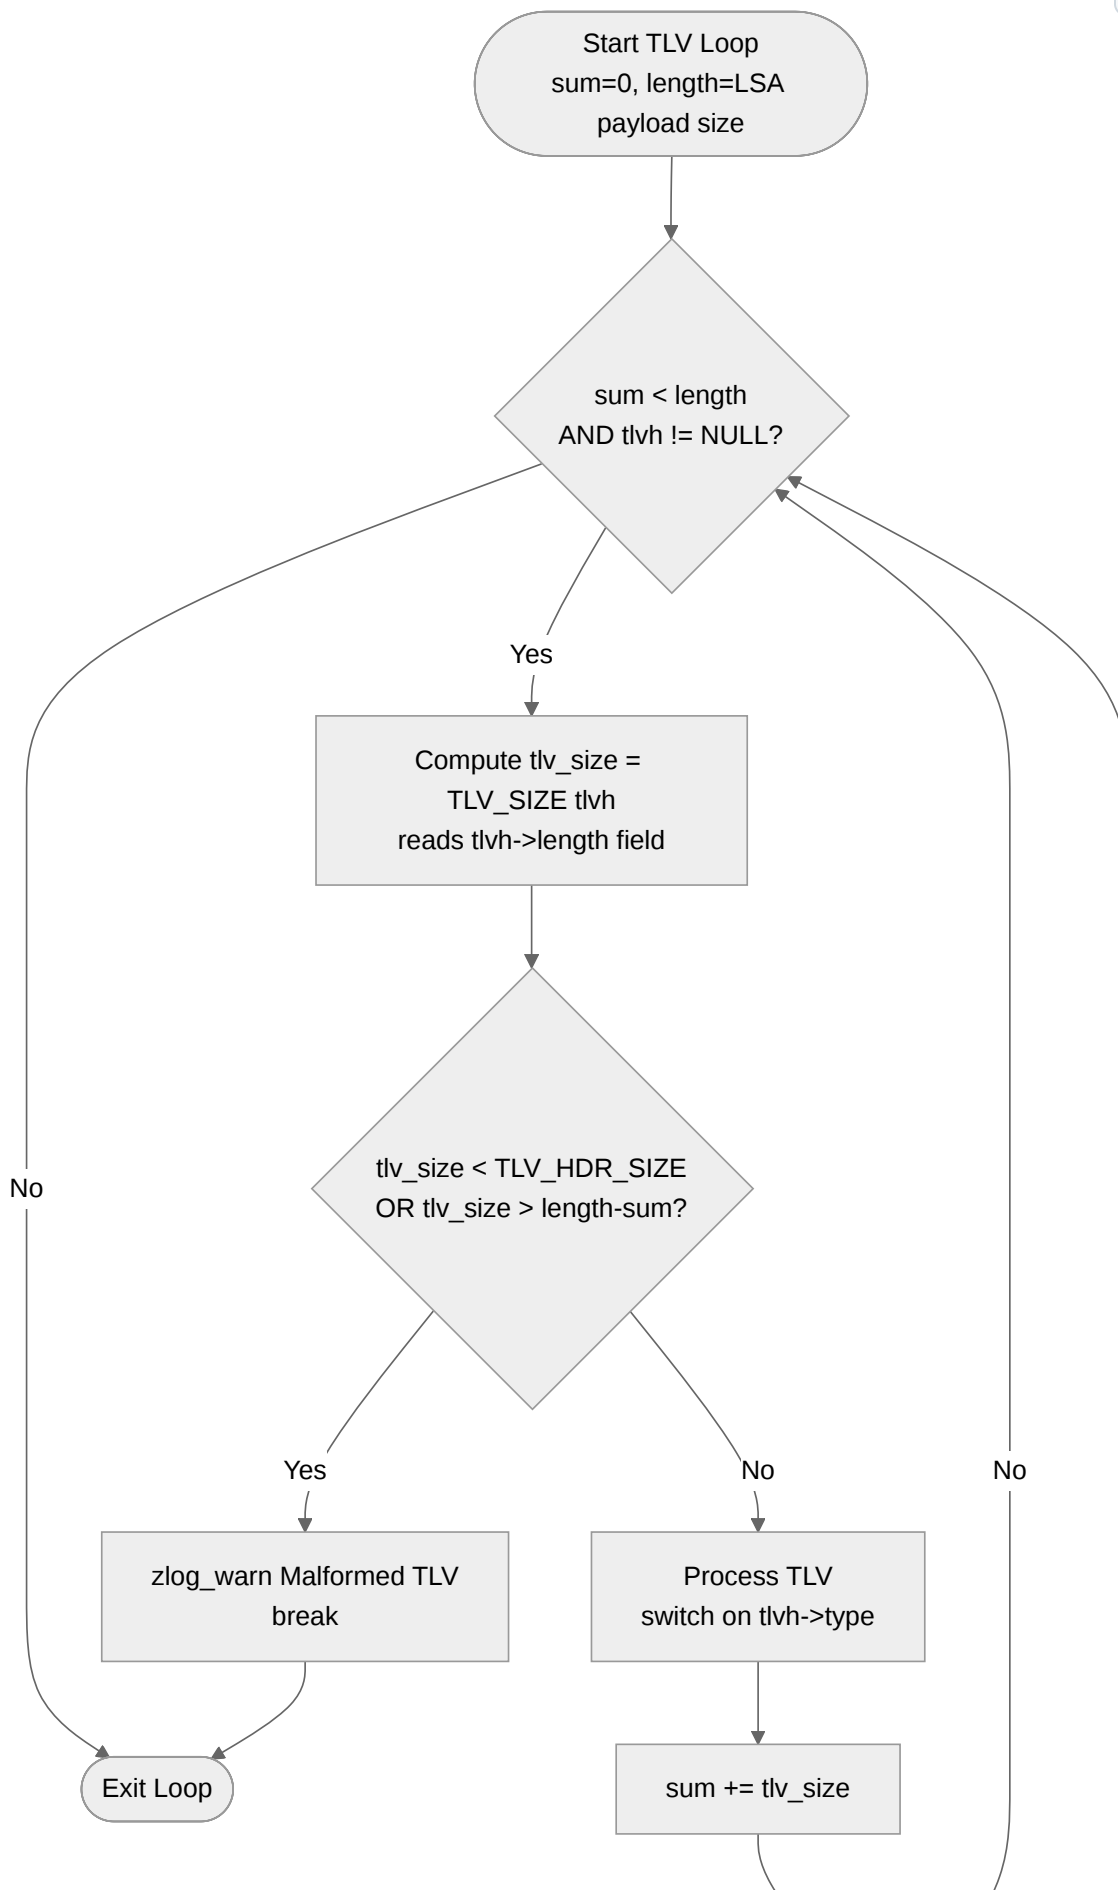 Start TLV Loop
sum=0, length=LSA
payload size
sum < length
AND tlvh != NULL?
Yes
Compute tlv_size =
TLV_SIZE tlvh
reads tlvh->length field
tlv_size < TLV_HDR_SIZE
OR tlv_size > length-sum?
No
Yes
No
No
zlog_warn Malformed TLV
break
Process TLV
switch on tlvh->type
Exit Loop
sum += tlv_size